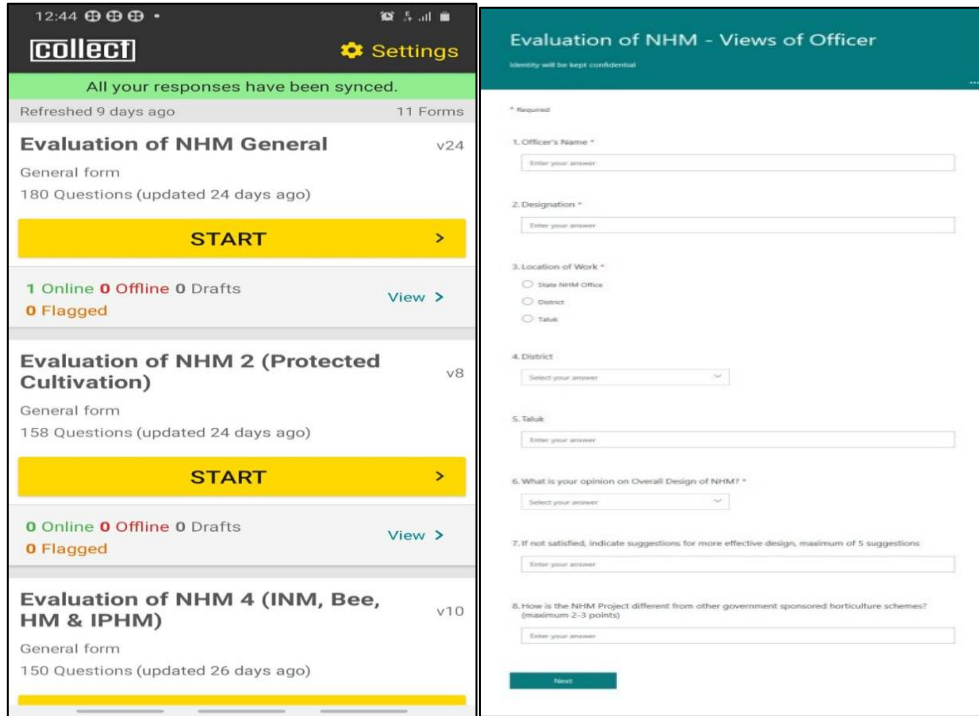 12:44
collect
Settings
All your responses have been synced.
Refreshed 9 days ago 11 Forms
Evaluation of NHM General v24
General form
180 Questions (updated 24 days ago)
START >
1 Online 0 Offline 0 Drafts
0 Flagged
View >
Evaluation of NHM 2 (Protected
Cultivation) v8
General form
158 Questions (updated 24 days ago)
START >
0 Online 0 Offline 0 Drafts
0 Flagged
View >
Evaluation of NHM 4 (INM, Bee,
HM & IPHM) v10
General form
150 Questions (updated 26 days ago)
Evaluation of NHM - Views of Officer
Identity will be kept confidential
* Required
1. Officer's Name *
Enter your answer
2. Designation *
Enter your answer
3. Location of Work *
State NHM Office
District
Taluk
4. District
Select your answer
5. Taluk
Enter your answer
6. What is your opinion on Overall Design of NHM? *
Select your answer
7. If not satisfied, indicate suggestions for more effective design, maximum of 5 suggestions
Enter your answer
8. How is the NHM Project different from other government sponsored horticulture schemes?
(maximum 2-3 points)
Enter your answer
Next